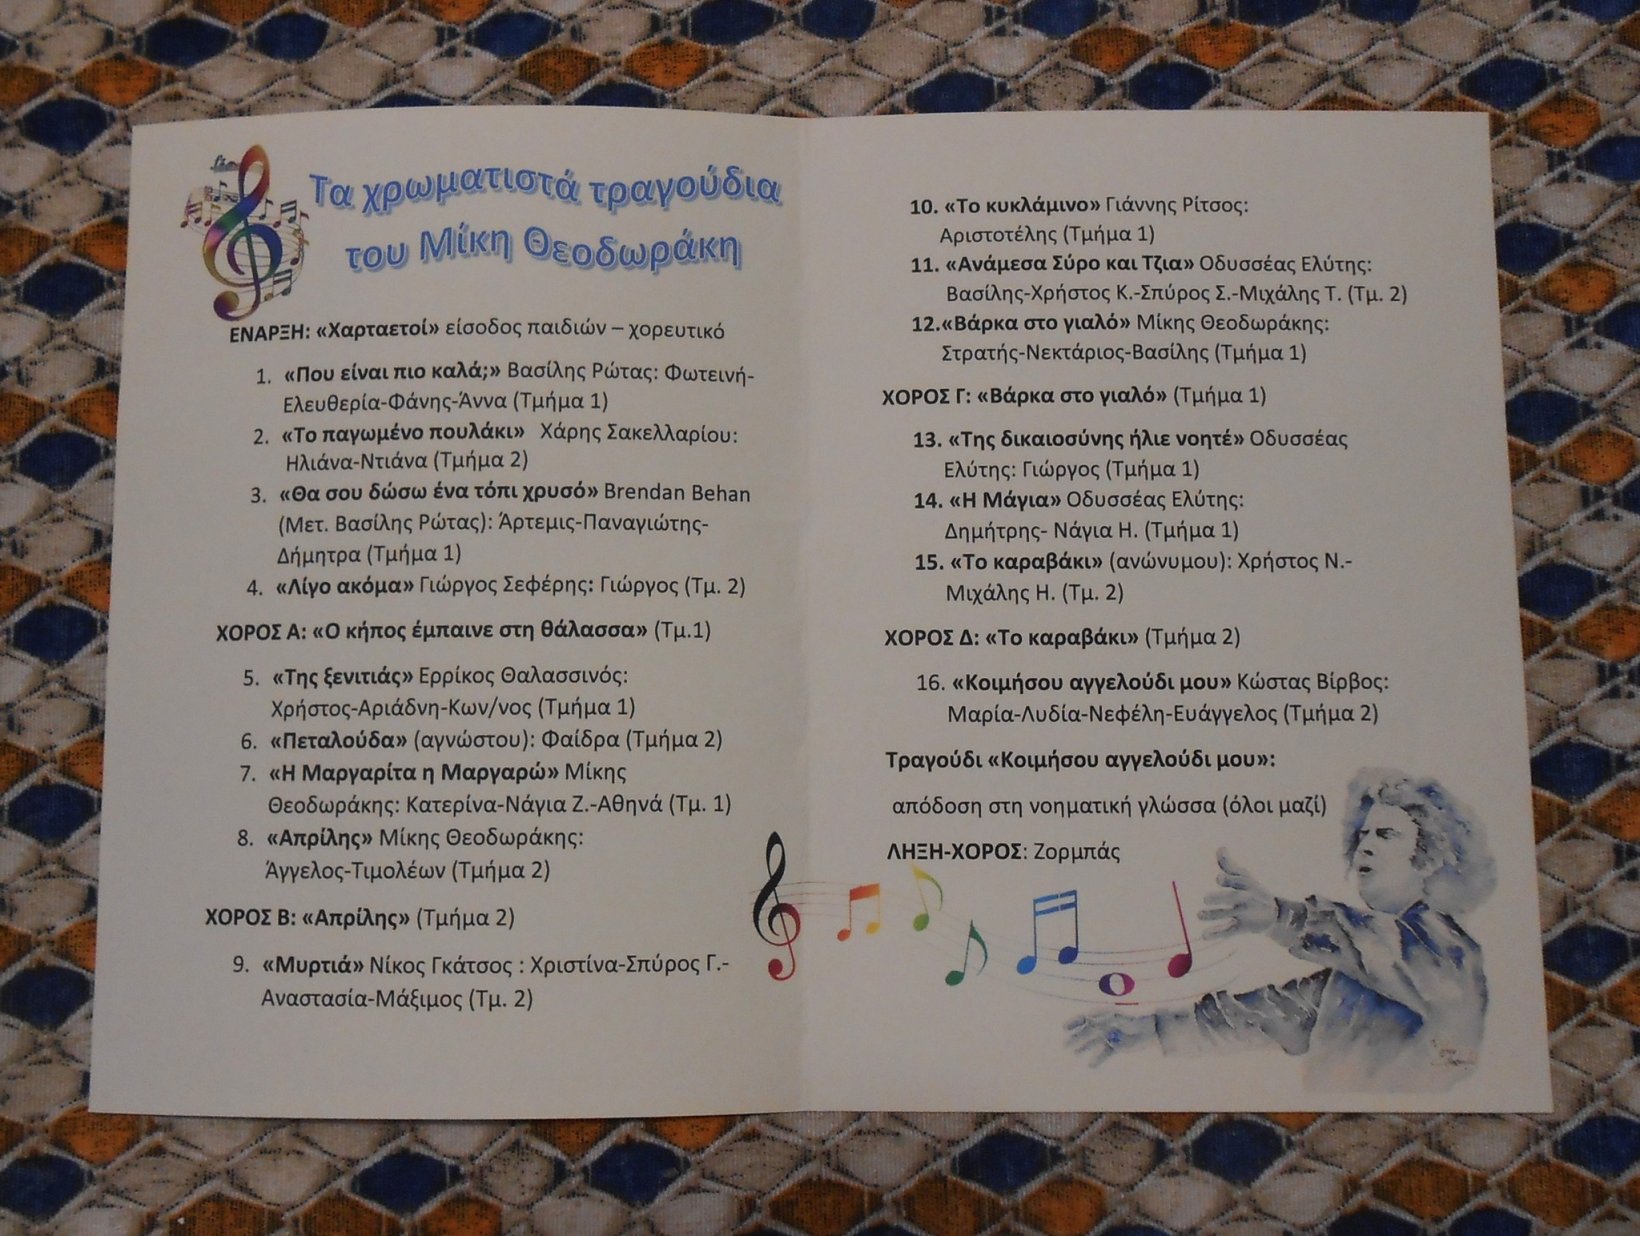 Τα χρωματιστά τραγούδια
του Μίκη Θεοδωράκη
ΕΝΑΡΞΗ: «Χαρταετοί» είσοδος παιδιών – χορευτικό
1. «Που είναι πιο καλά;» Βασίλης Ρώτας: Φωτεινή-
Ελευθερία-Φάνης-Άννα (Τμήμα 1)
2. «Το παγωμένο πουλάκι» Χάρης Σακελλαρίου:
Ηλιάνα-Ντιάνα (Τμήμα 2)
3. «Θα σου δώσω ένα τόπι χρυσό» Brendan Behan
(Μετ. Βασίλης Ρώτας): Άρτεμις-Παναγιώτης-
Δήμητρα (Τμήμα 1)
4. «Λίγο ακόμα» Γιώργος Σεφέρης: Γιώργος (Τμ. 2)
ΧΟΡΟΣ Α: «Ο κήπος έμπαινε στη θάλασσα» (Τμ.1)
5. «Της ξενιτιάς» Ερρίκος Θαλασσινός:
Χρήστος-Αριάδνη-Κων/νος (Τμήμα 1)
6. «Πεταλούδα» (αγνώστου): Φαίδρα (Τμήμα 2)
7. «Η Μαργαρίτα η Μαργαρώ» Μίκης
Θεοδωράκης: Κατερίνα-Νάγια Ζ.-Αθηνά (Τμ. 1)
8. «Απρίλης» Μίκης Θεοδωράκης:
Άγγελος-Τιμολέων (Τμήμα 2)
ΧΟΡΟΣ Β: «Απρίλης» (Τμήμα 2)
9. «Μυρτιά» Νίκος Γκάτσος : Χριστίνα-Σπύρος Γ.-
Αναστασία-Μάξιμος (Τμ. 2)
10. «Το κυκλάμινο» Γιάννης Ρίτσος:
Αριστοτέλης (Τμήμα 1)
11. «Ανάμεσα Σύρο και Τζια» Οδυσσέας Ελύτης:
Βασίλης-Χρήστος Κ.-Σπύρος Σ.-Μιχάλης Τ. (Τμ. 2)
12.«Βάρκα στο γιαλό» Μίκης Θεοδωράκης:
Στρατής-Νεκτάριος-Βασίλης (Τμήμα 1)
ΧΟΡΟΣ Γ: «Βάρκα στο γιαλό» (Τμήμα 1)
13. «Της δικαιοσύνης ήλιε νοητέ» Οδυσσέας
Ελύτης: Γιώργος (Τμήμα 1)
14. «Η Μάγια» Οδυσσέας Ελύτης:
Δημήτρης- Νάγια Η. (Τμήμα 1)
15. «Το καραβάκι» (ανώνυμου): Χρήστος Ν.-
Μιχάλης Η. (Τμ. 2)
ΧΟΡΟΣ Δ: «Το καραβάκι» (Τμήμα 2)
16. «Κοιμήσου αγγελούδι μου» Κώστας Βίρβος:
Μαρία-Λυδία-Νεφέλη-Ευάγγελος (Τμήμα 2)
Τραγούδι «Κοιμήσου αγγελούδι μου»:
απόδοση στη νοηματική γλώσσα (όλοι μαζί)
ΛΗΞΗ-ΧΟΡΟΣ: Ζορμπάς